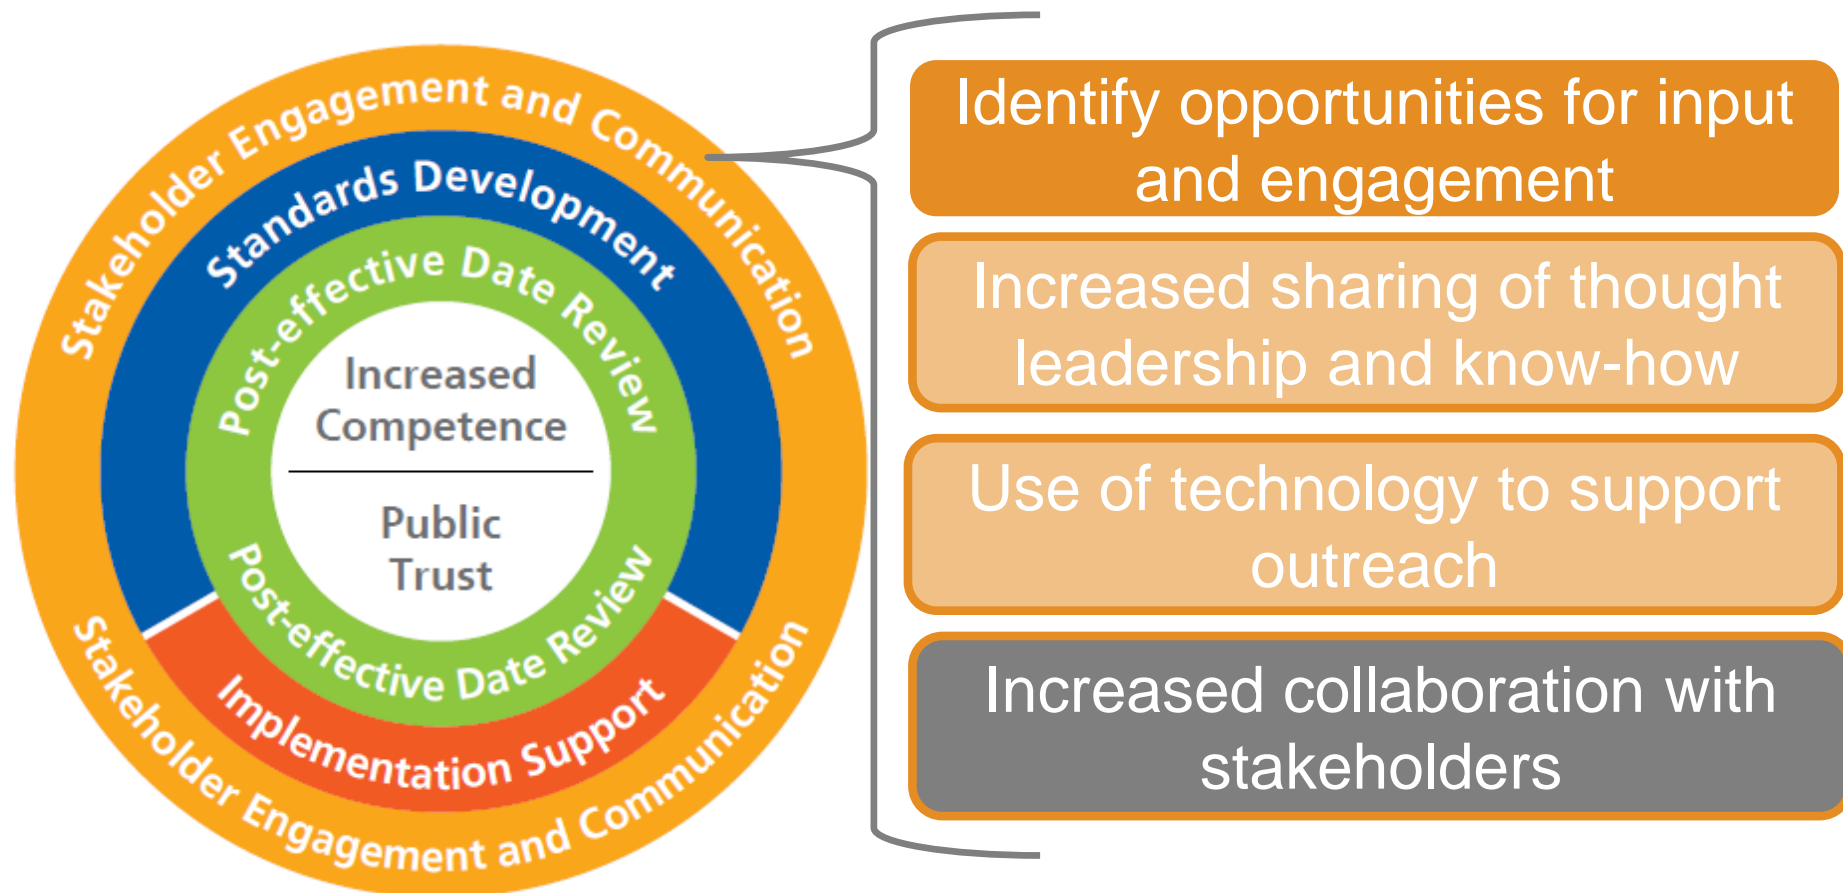 Stakeholder Engagement and Communication
Standards Development
Post-effective Date Review
Increased
Competence
Public
Trust
Post-effective Date Review
Implementation Support
Stakeholder Engagement and Communication
Identify opportunities for input
and engagement
Increased sharing of thought
leadership and know-how
Use of technology to support
outreach
Increased collaboration with
stakeholders